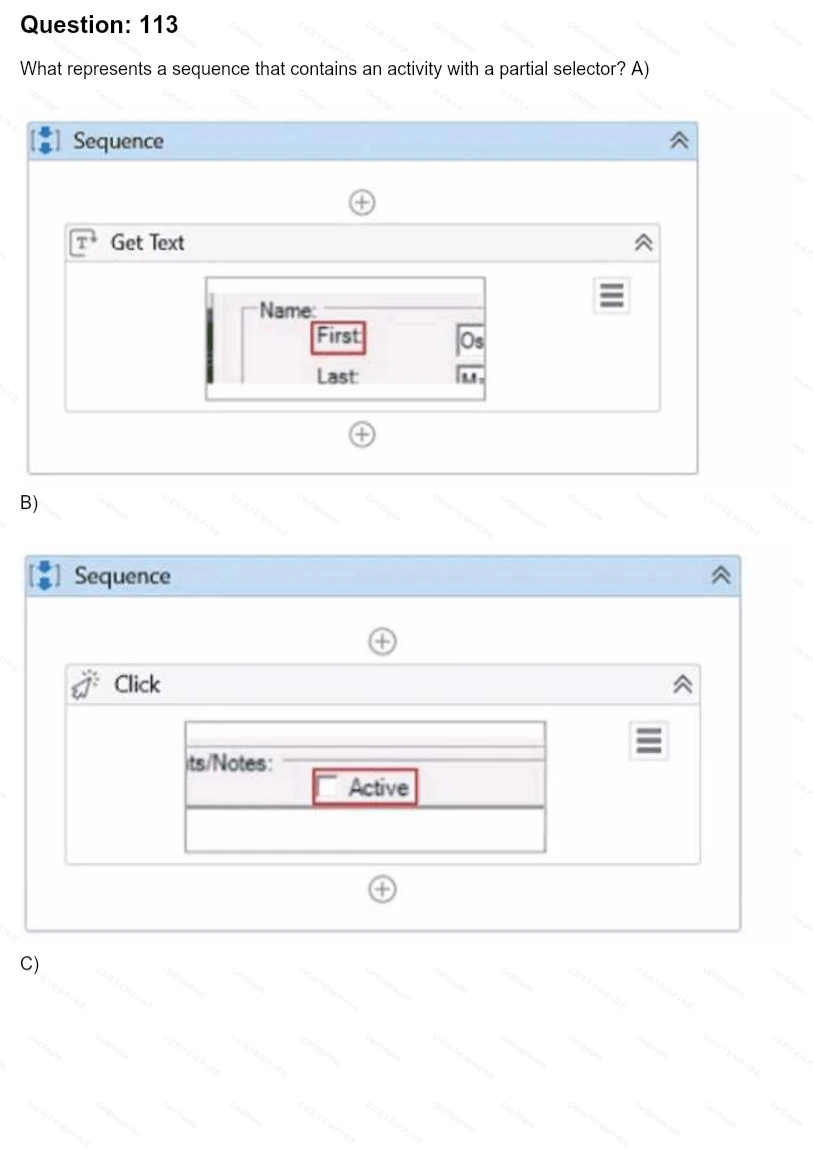 Question: 113
What represents a sequence that contains an activity with a partial selector? A)
Sequence
Get Text
Name:
First:
Os
Last:
B)
Sequence
Click
ts/Notes:
Active
C)